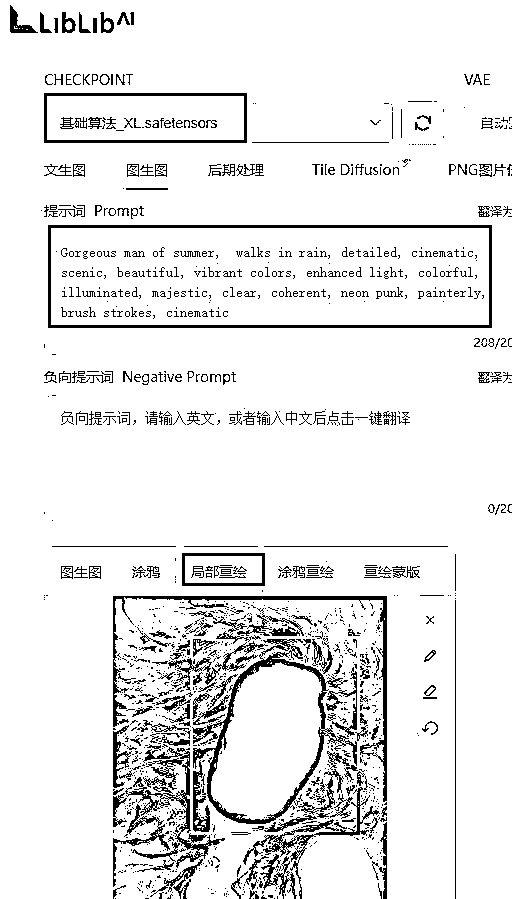 LibLib AI
CHECKPOINT VAE
基础算法_XL.safetensors 自动
文生图 图生图 后期处理 Tile Diffusion PNG图片
提示词 Prompt 翻译为
Gorgeous man of summer, walks in rain, detailed, cinematic,
scenic, beautiful, vibrant colors, enhanced light, colorful,
illuminated, majestic, clear, coherent, neon punk, painterly,
brush strokes, cinematic
208/20
负向提示词 Negative Prompt 翻译为
负向提示词，请输入英文，或者输入中文后点击一键翻译
0/20
图生图 涂鸦 局部重绘 涂鸦重绘 重绘蒙版